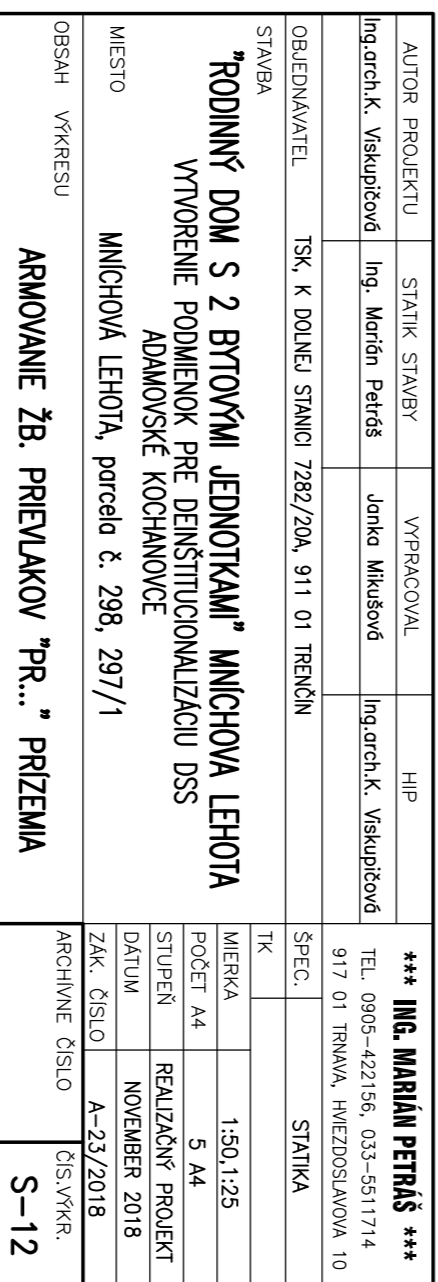 AUTOR PROJEKTU STATIK STAVBY VYPRACOVAL HIP
Ing.arch.K. Viskupičová Ing. Marián Petráš Janka Mikušová Ing.arch.K. Viskupičová
*** ING. MARIÁN PETRÁŠ ***
TEL. 0905-422156, 033-5511714
917 01 TRNAVA, HVIEZDOSLAVOVA 10
OBJEDNÁVATEL TSK, K DOLNEJ STANICI 7282/20A, 911 01 TRENČÍN
ŠPEC. STATIKA
STAVBA
"RODINNÝ DOM S 2 BYTOVÝMI JEDNOTKAMI" MNÍCHOVA LEHOTA
VYTVORENIE PODMIENOK PRE DEINŠTITUCIONALIZÁCIU DSS
ADAMOVSKÉ KOCHANOVCE
TK
MIERKA 1:50,1:25
POČET A4 5 A4
STUPEŇ REALIZAČNÝ PROJEKT
MIESTO
MNÍCHOVÁ LEHOTA, parcela č. 298, 297/1
DÁTUM NOVEMBER 2018
ZÁK. ČÍSLO A-23/2018
OBSAH VÝKRESU
ARMOVANIE ŽB. PRIEVLAKOV "PR..." PRÍZEMIA
ARCHÍVNE ČÍSLO
ČÍS.VÝKR.
S-12